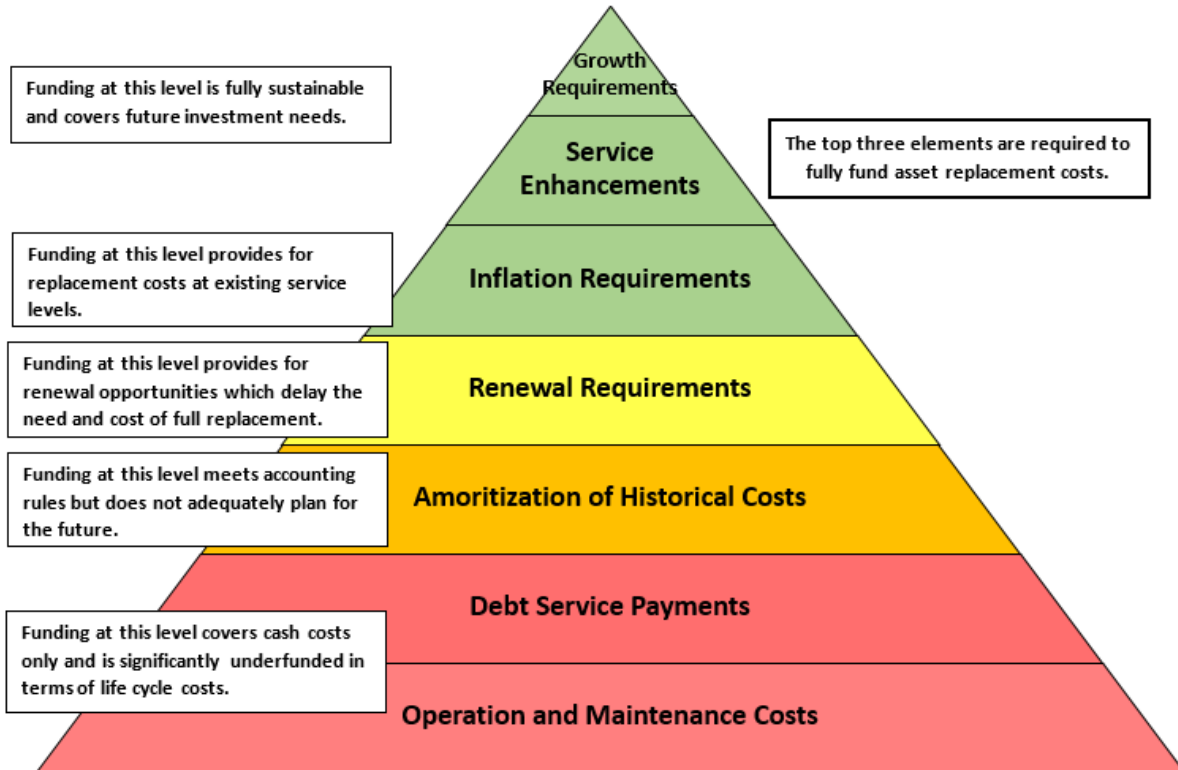 Growth
Requirements
Funding at this level is fully sustainable
and covers future investment needs.
The top three elements are required to
fully fund asset replacement costs.
Service
Enhancements
Funding at this level provides for
replacement costs at existing service
levels.
Inflation Requirements
Funding at this level provides for
renewal opportunities which delay the
need and cost of full replacement.
Renewal Requirements
Funding at this level meets accounting
rules but does not adequately plan for
the future.
Amoritization of Historical Costs
Debt Service Payments
Funding at this level covers cash costs
only and is significantly underfunded in
terms of life cycle costs.
Operation and Maintenance Costs